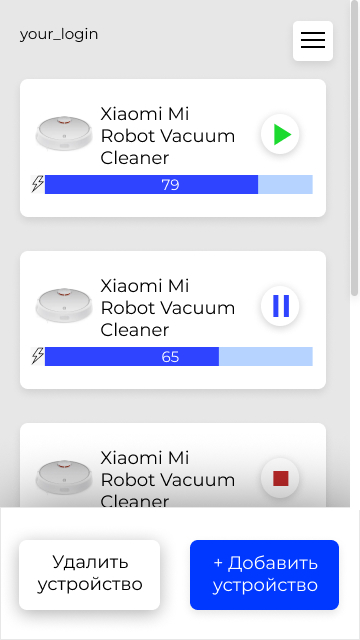 your_login
Xiaomi Mi
Robot Vacuum
Cleaner
79
Xiaomi Mi
Robot Vacuum
Cleaner
65
Xiaomi Mi
Robot Vacuum
Cleaner
Удалить
устройство
+ Добавить
устройство